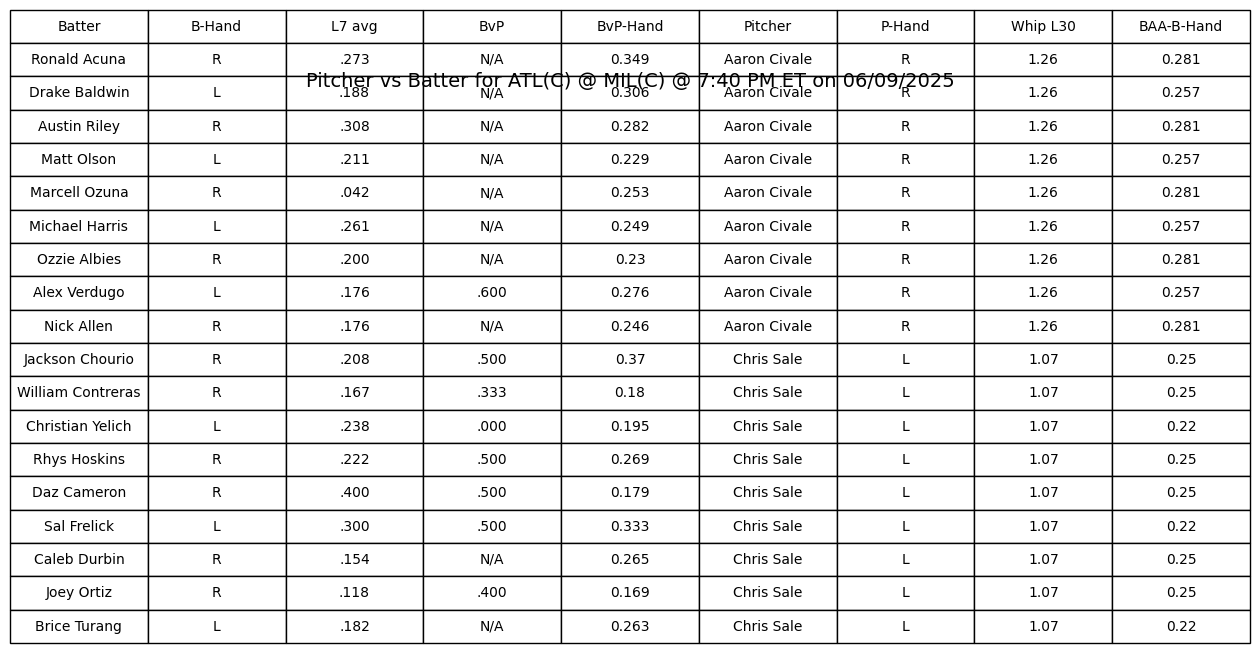 Batter B-Hand L7 avg BvP BvP-Hand Pitcher P-Hand Whip L30 BAA-B-Hand
Ronald Acuna R .273 N/A 0.349 Aaron Civale R 1.26 0.281
Pitcher vs Batter for ATL(C) @ MIL(C) @ 7:40 PM ET on 06/09/2025
Drake Baldwin L .188 N/A 0.306 Aaron Civale R 1.26 0.257
Austin Riley R .308 N/A 0.282 Aaron Civale R 1.26 0.281
Matt Olson L .211 N/A 0.229 Aaron Civale R 1.26 0.257
Marcell Ozuna R .042 N/A 0.253 Aaron Civale R 1.26 0.281
Michael Harris L .261 N/A 0.249 Aaron Civale R 1.26 0.257
Ozzie Albies R .200 N/A 0.23 Aaron Civale R 1.26 0.281
Alex Verdugo L .176 .600 0.276 Aaron Civale R 1.26 0.257
Nick Allen R .176 N/A 0.246 Aaron Civale R 1.26 0.281
Jackson Chourio R .208 .500 0.37 Chris Sale L 1.07 0.25
William Contreras R .167 .333 0.18 Chris Sale L 1.07 0.25
Christian Yelich L .238 .000 0.195 Chris Sale L 1.07 0.22
Rhys Hoskins R .222 .500 0.269 Chris Sale L 1.07 0.25
Daz Cameron R .400 .500 0.179 Chris Sale L 1.07 0.25
Sal Frelick L .300 .500 0.333 Chris Sale L 1.07 0.22
Caleb Durbin R .154 N/A 0.265 Chris Sale L 1.07 0.25
Joey Ortiz R .118 .400 0.169 Chris Sale L 1.07 0.25
Brice Turang L .182 N/A 0.263 Chris Sale L 1.07 0.22